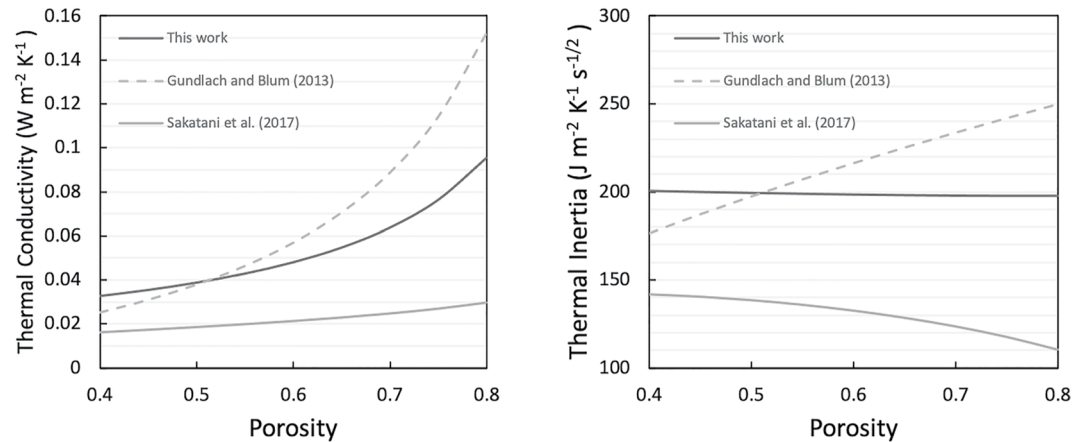 0.16
0.14
0.12
0.1
0.08
0.06
0.04
0.02
0
Thermal Conductivity (W m-2 K-1)
This work
Gundlach and Blum (2013)
Sakatani et al. (2017)
0.4 0.5 0.6 0.7 0.8
Porosity
300
250
200
150
100
Thermal Inertia (J m-2 K-1 s-1/2)
This work
Gundlach and Blum (2013)
Sakatani et al. (2017)
0.4 0.5 0.6 0.7 0.8
Porosity